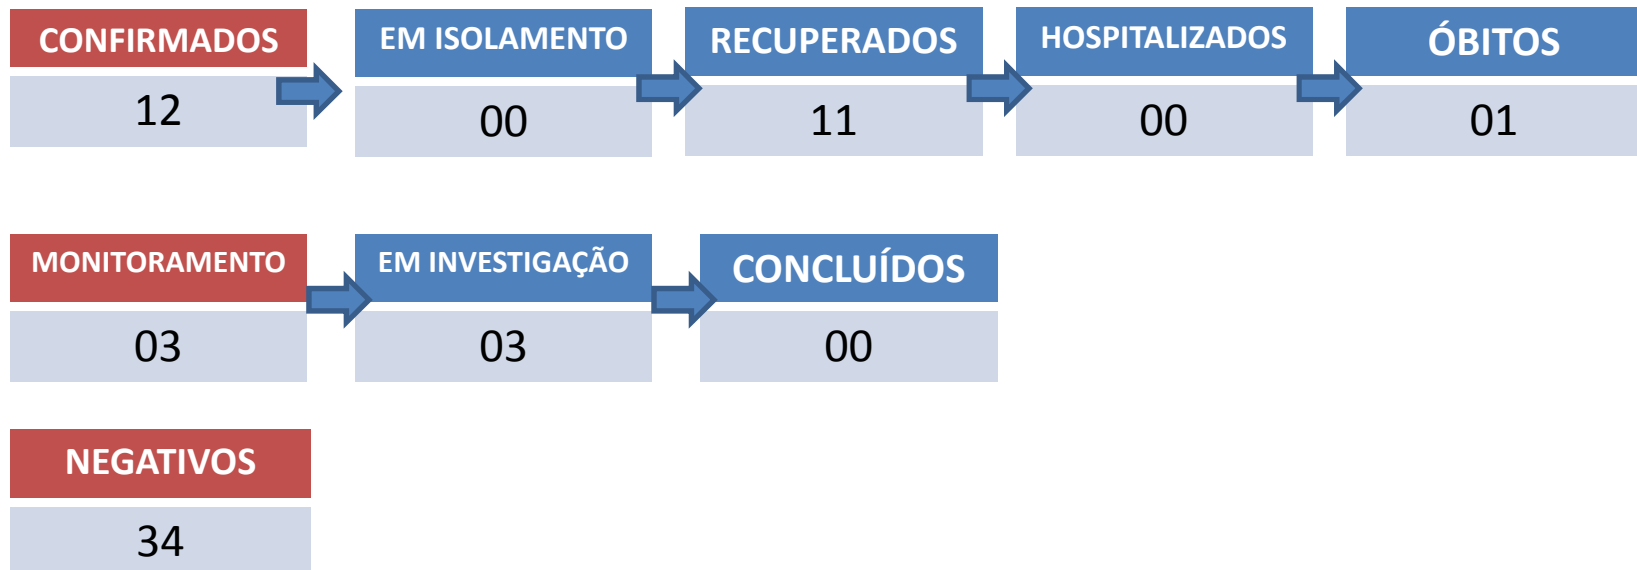 CONFIRMADOS
12
EM ISOLAMENTO
00
RECUPERADOS
11
HOSPITALIZADOS
00
ÓBITOS
01
MONITORAMENTO
03
EM INVESTIGAÇÃO
03
CONCLUÍDOS
00
NEGATIVOS
34